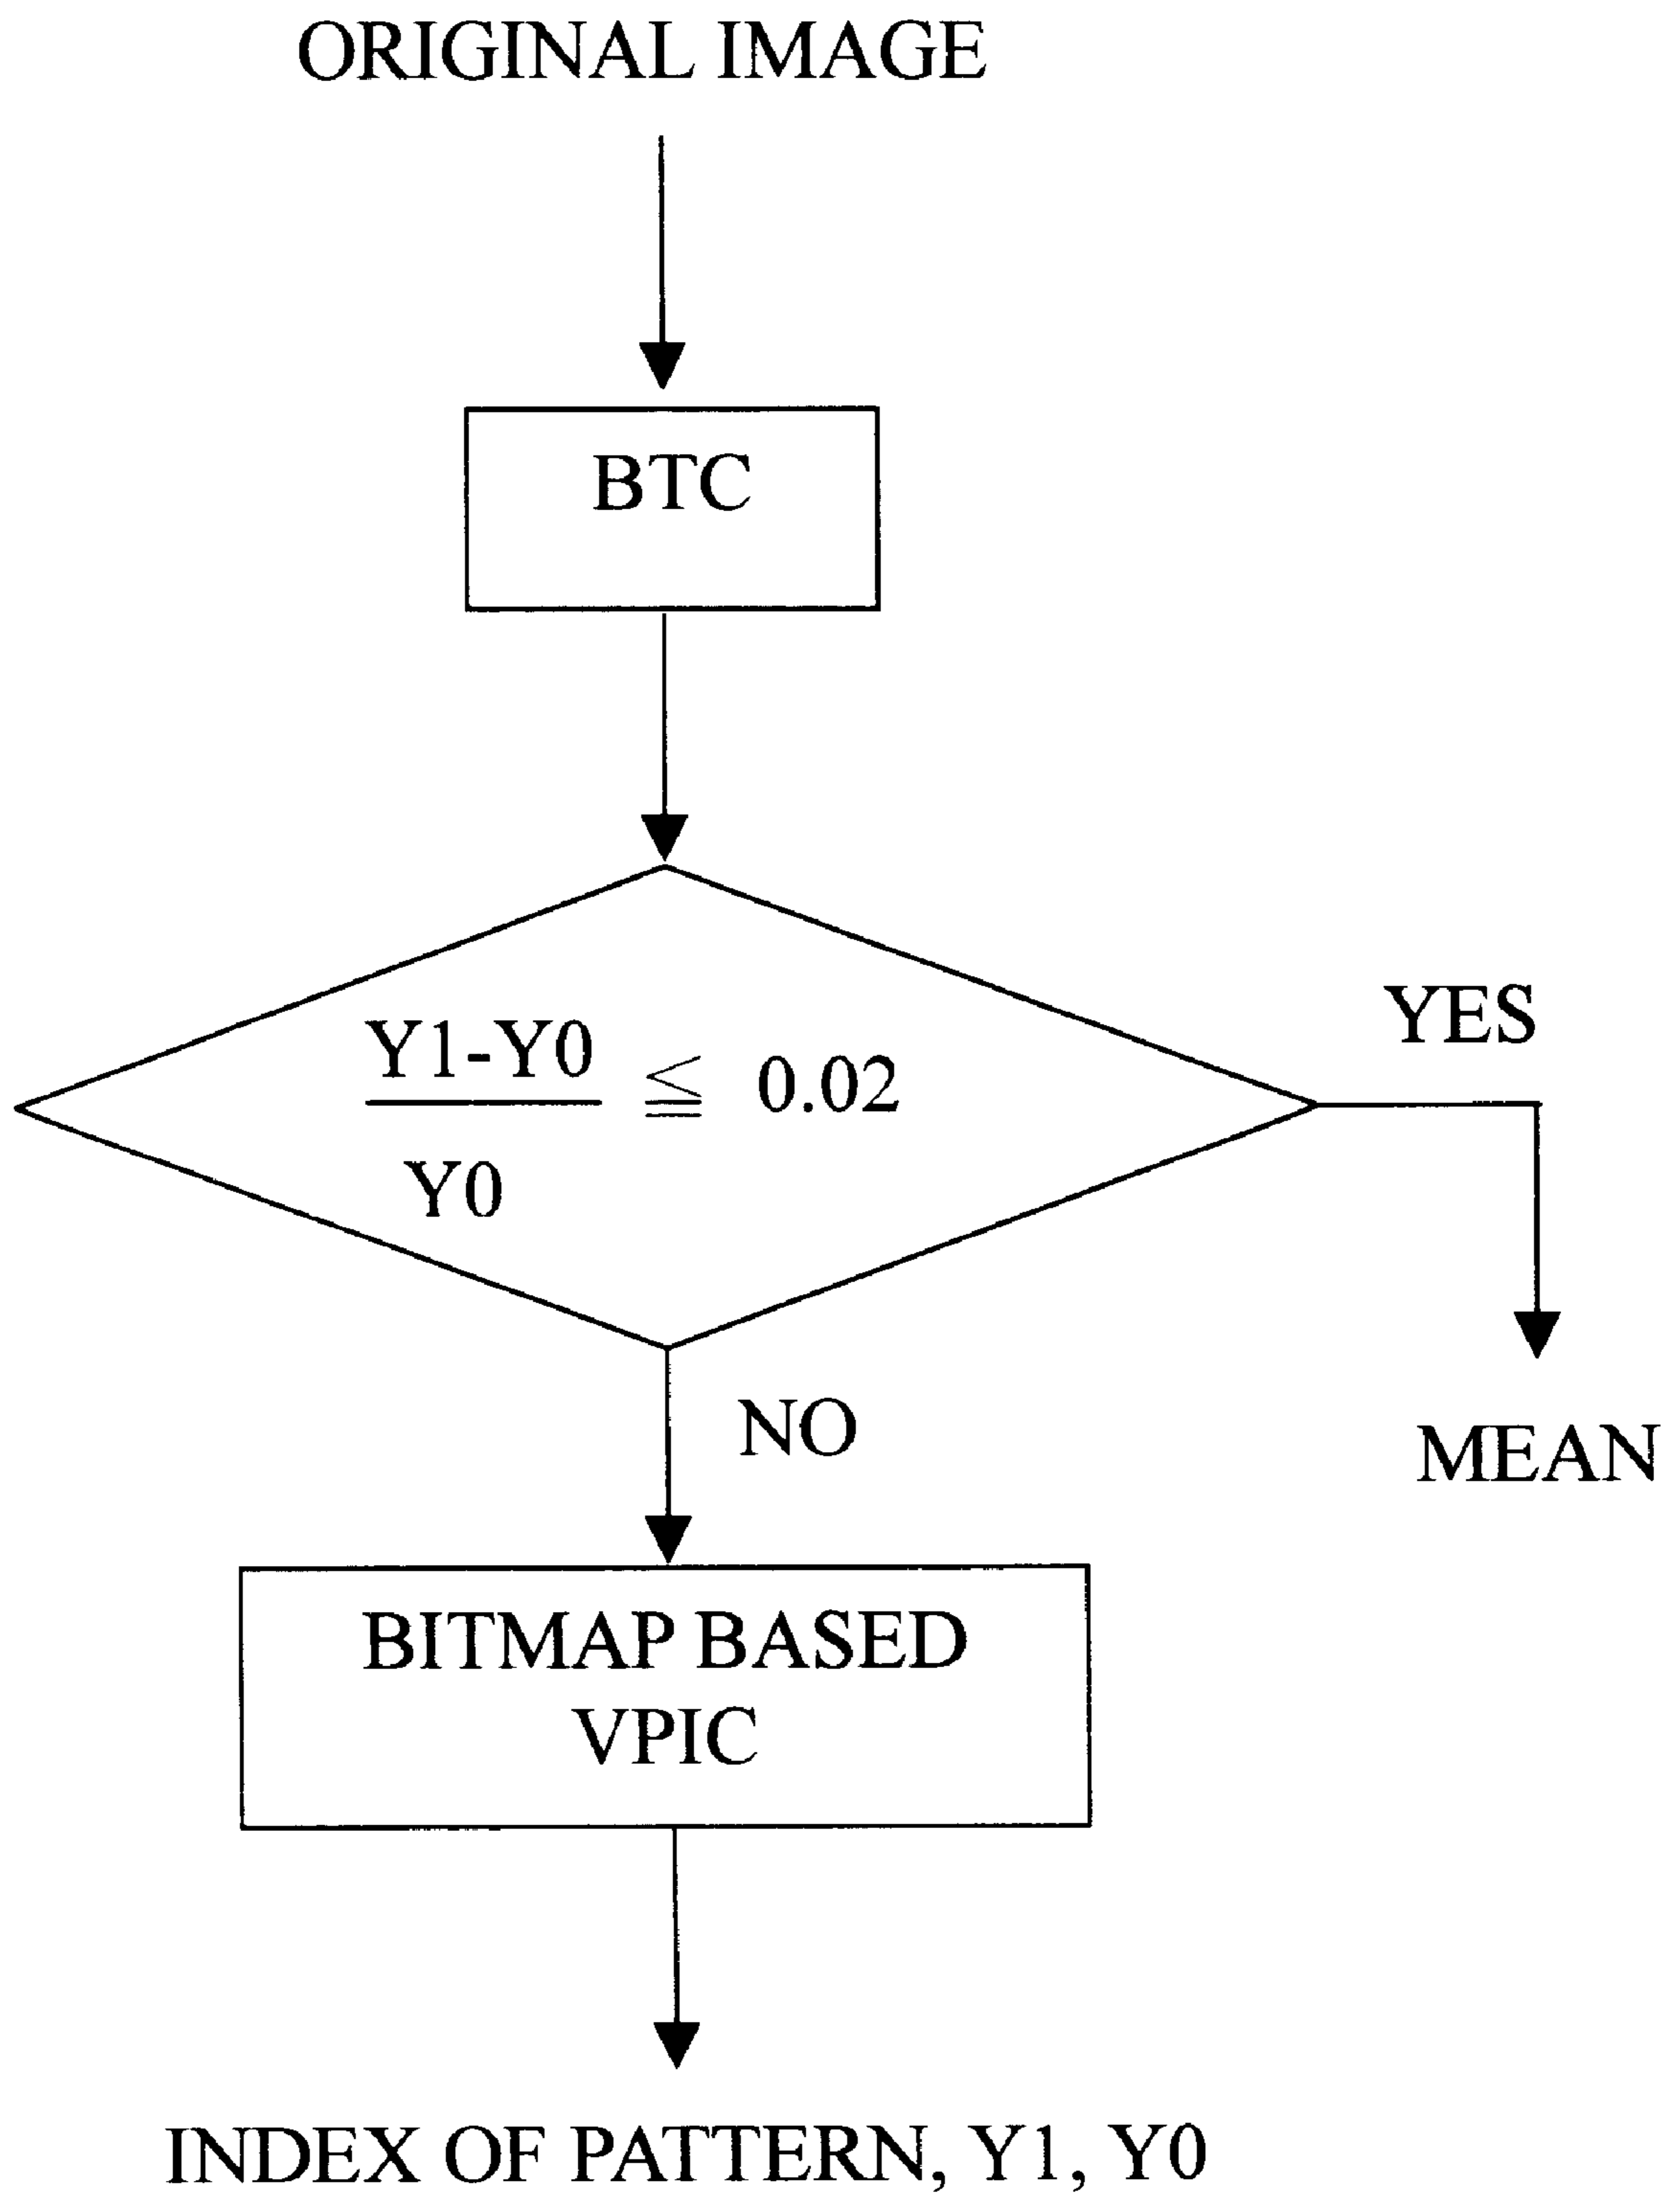 ORIGINAL IMAGE
BTC
Y1-Y0
≦ 0.02
Y0
YES
NO
MEAN
BITMAP BASED
VPIC
INDEX OF PATTERN, Y1, Y0